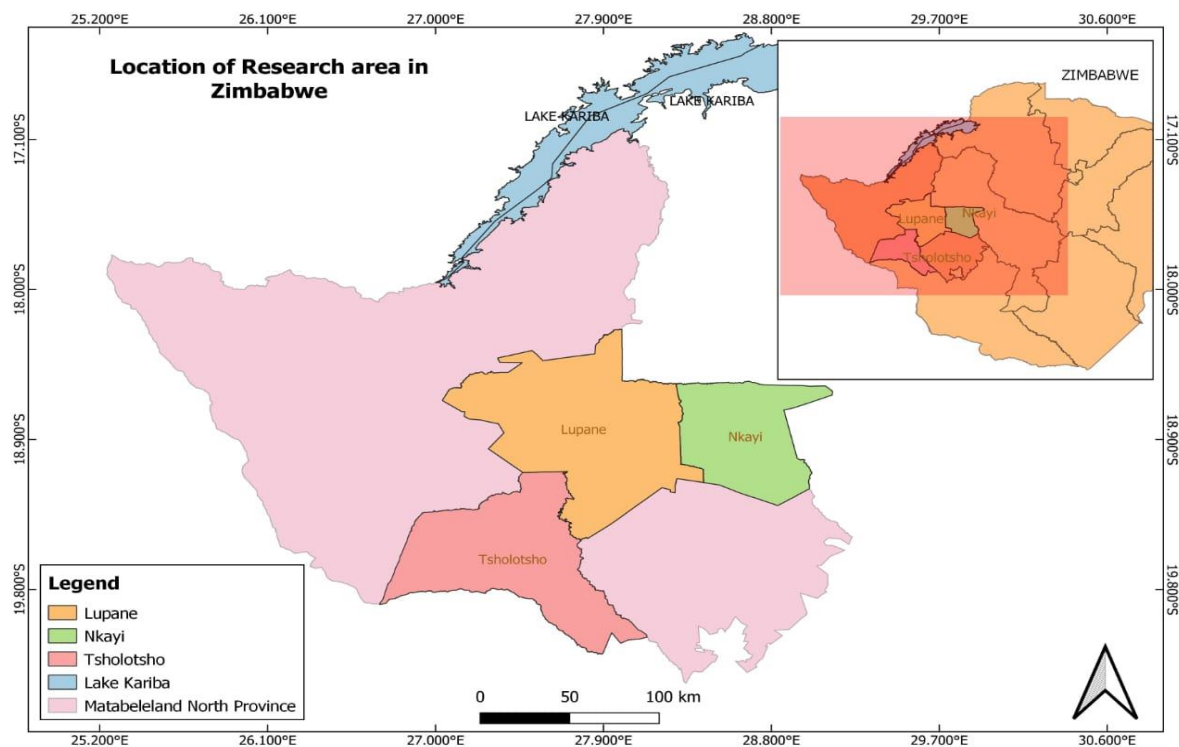 25.200°E 26.100°E 27.000°E 27.900°E 28.800°E 29.700°E 30.600°E
Location of Research area in
Zimbabwe
LAKE KARIBA
LAKE KARIBA
ZIMBABWE
Lupane
Nkayi
Tsholotsho
17.100°S
18.000°S
18.900°S
19.800°S
17.100°S
18.000°S
18.900°S
19.800°S
Lupane
Nkayi
Tsholotsho
Legend
Lupane
Nkayi
Tsholotsho
Lake Kariba
Matabeleland North Province
0 50 100 km
25.200°E 26.100°E 27.000°E 27.900°E 28.800°E 29.700°E 30.600°E